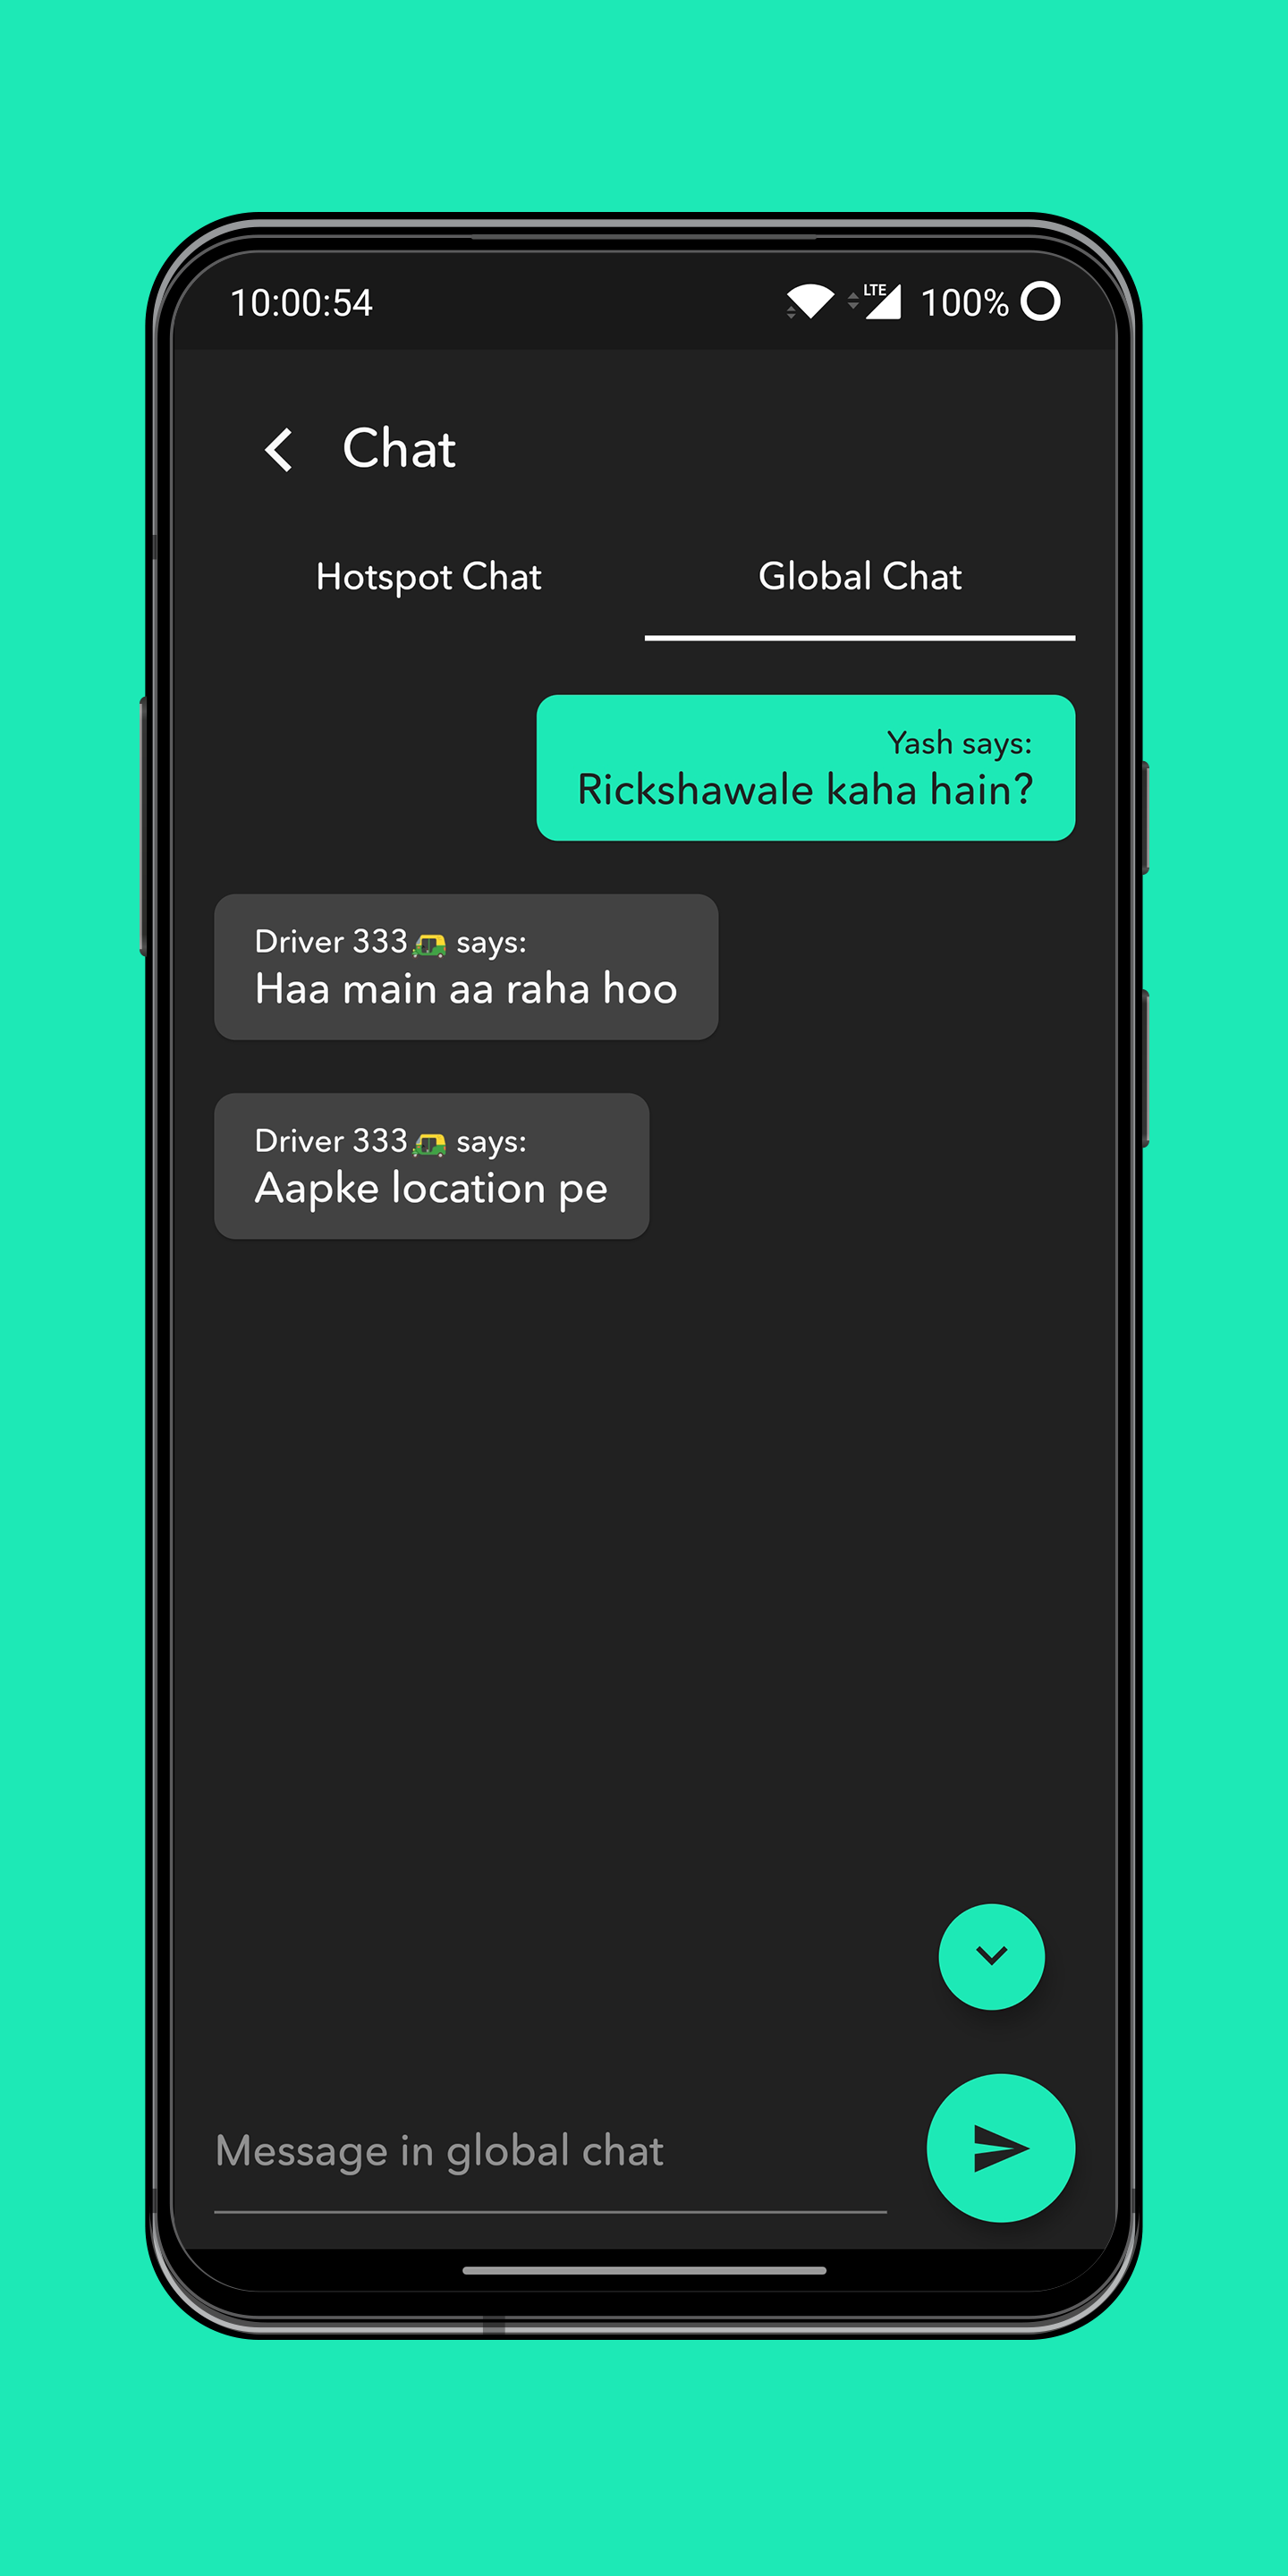 10:00:54 LTE 100%
Chat
Hotspot Chat Global Chat
Yash says:
Rickshawale kaha hain?
Driver 333🛺 says:
Haa main aa raha hoo
Driver 333🛺 says:
Aapke location pe
Message in global chat